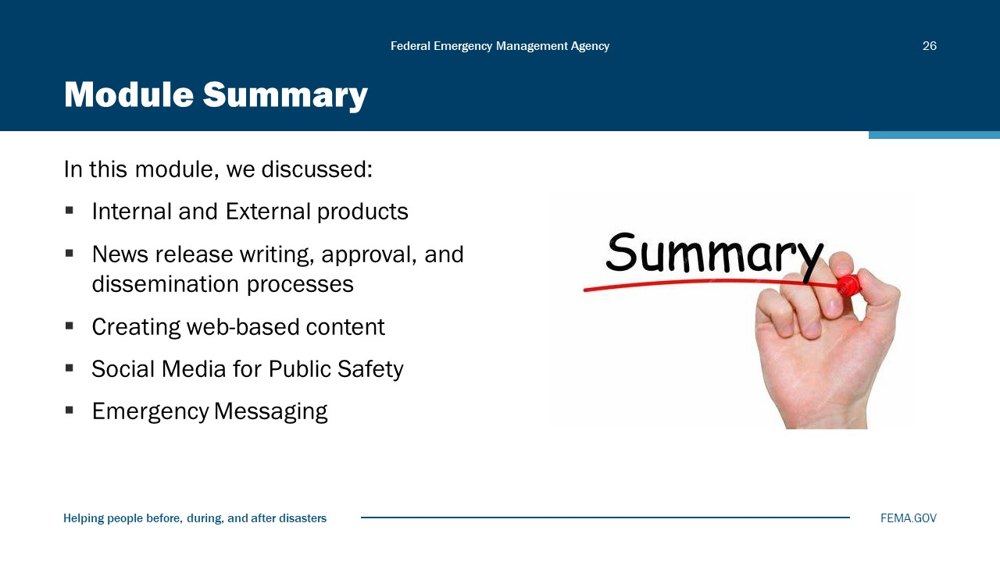 Federal Emergency Management Agency
26
Module Summary
In this module, we discussed:
▪ Internal and External products
▪ News release writing, approval, and
dissemination processes
▪ Creating web-based content
▪ Social Media for Public Safety
▪ Emergency Messaging
Summary
Helping people before, during, and after disasters
FEMA.GOV